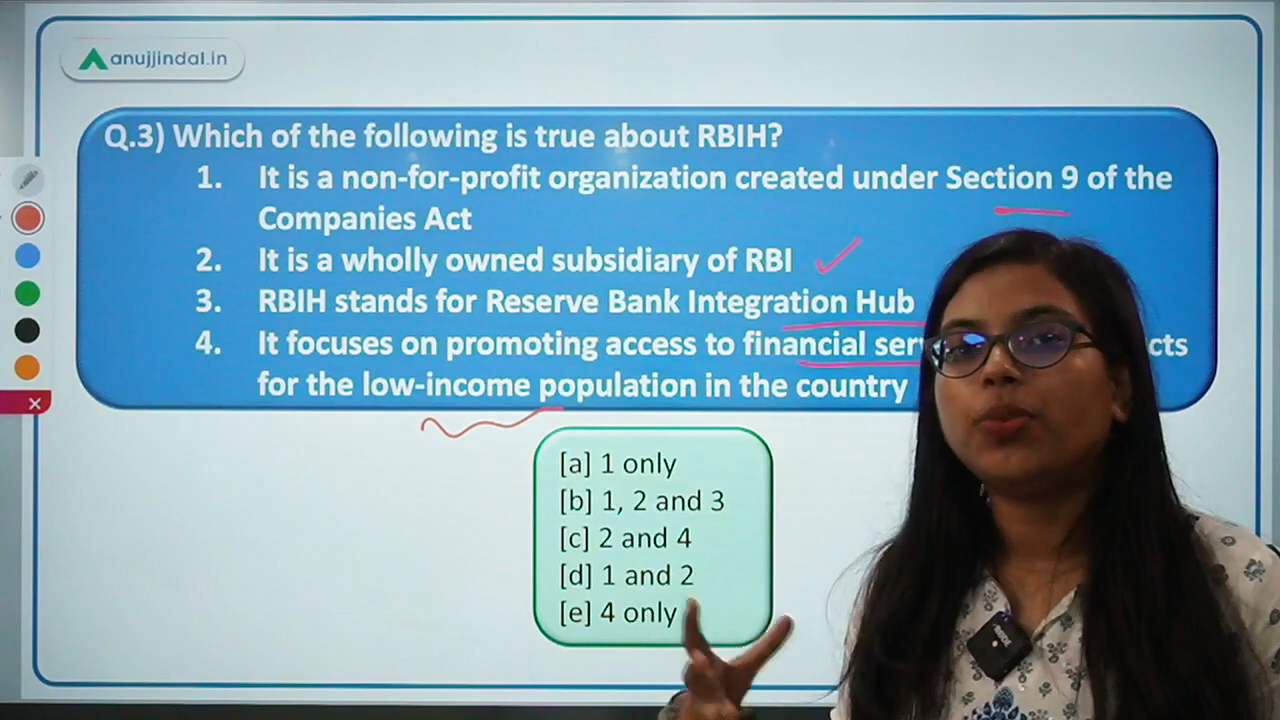 anujjindal.in
Q.3) Which of the following is true about RBIH?
1. It is a non-for-profit organization created under Section 9 of the
Companies Act
2. It is a wholly owned subsidiary of RBI
3. RBIH stands for Reserve Bank Integration Hub
4. It focuses on promoting access to financial ser cts
for the low-income population in the country
[a] 1 only
[b] 1, 2 and 3
[c] 2 and 4
[d] 1 and 2
[e] 4 only